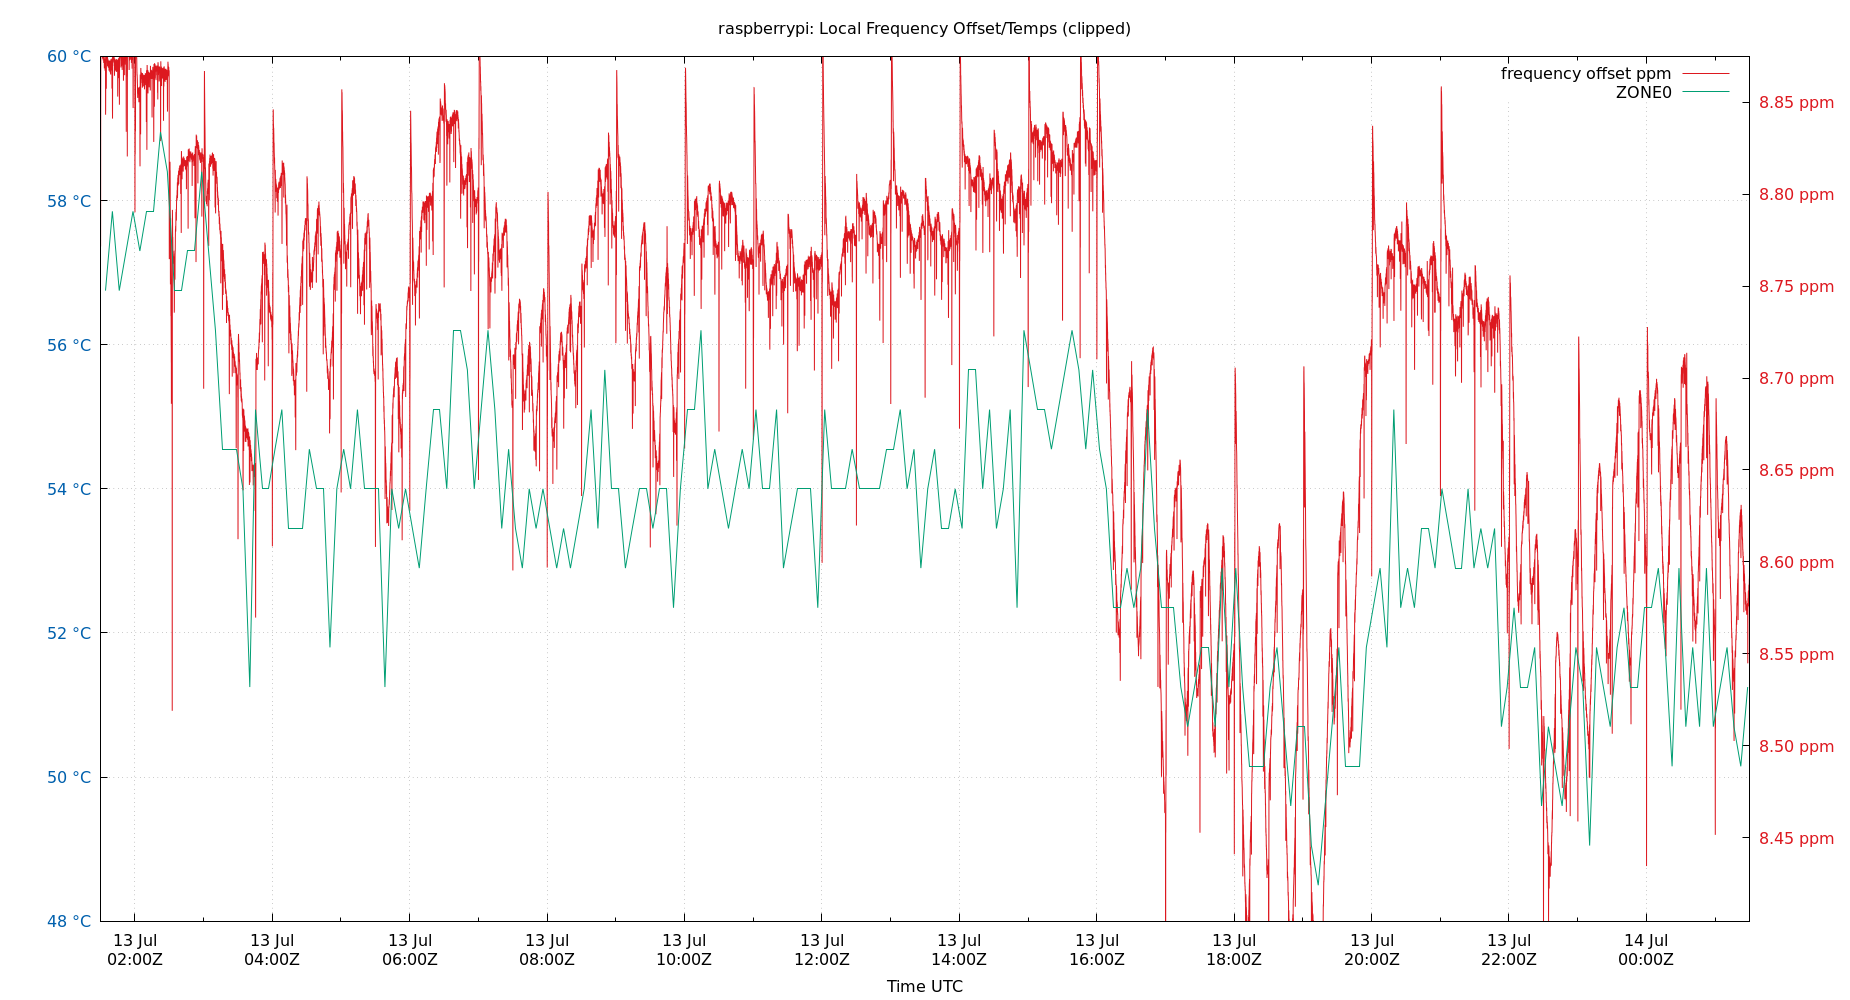 raspberrypi: Local Frequency Offset/Temps (clipped)
60 °C
58 °C
56 °C
54 °C
52 °C
50 °C
48 °C
frequency offset ppm
ZONE0
8.85 ppm
8.80 ppm
8.75 ppm
8.70 ppm
8.65 ppm
8.60 ppm
8.55 ppm
8.50 ppm
8.45 ppm
13 Jul 13 Jul 13 Jul 13 Jul 13 Jul 13 Jul 13 Jul 13 Jul 13 Jul 13 Jul 13 Jul 14 Jul
02:00Z 04:00Z 06:00Z 08:00Z 10:00Z 12:00Z 14:00Z 16:00Z 18:00Z 20:00Z 22:00Z 00:00Z
Time UTC